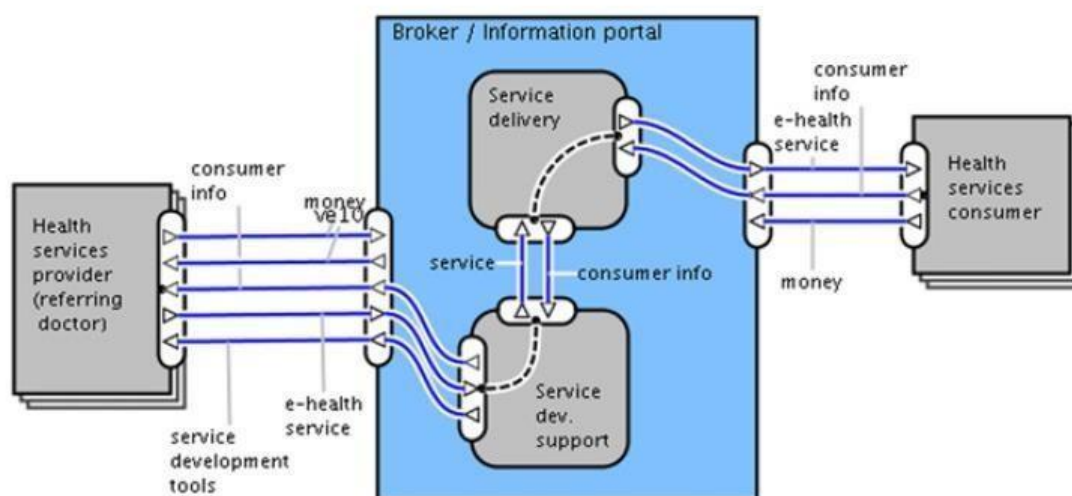 Broker / Information portal
Service
delivery
consumer
info
e-health
service
Health
services
consumer
money
consumer
info
money
ve10
Health
services
provider
(referring
doctor)
service
consumer info
Service
dev.
support
e-health
service
service
development
tools